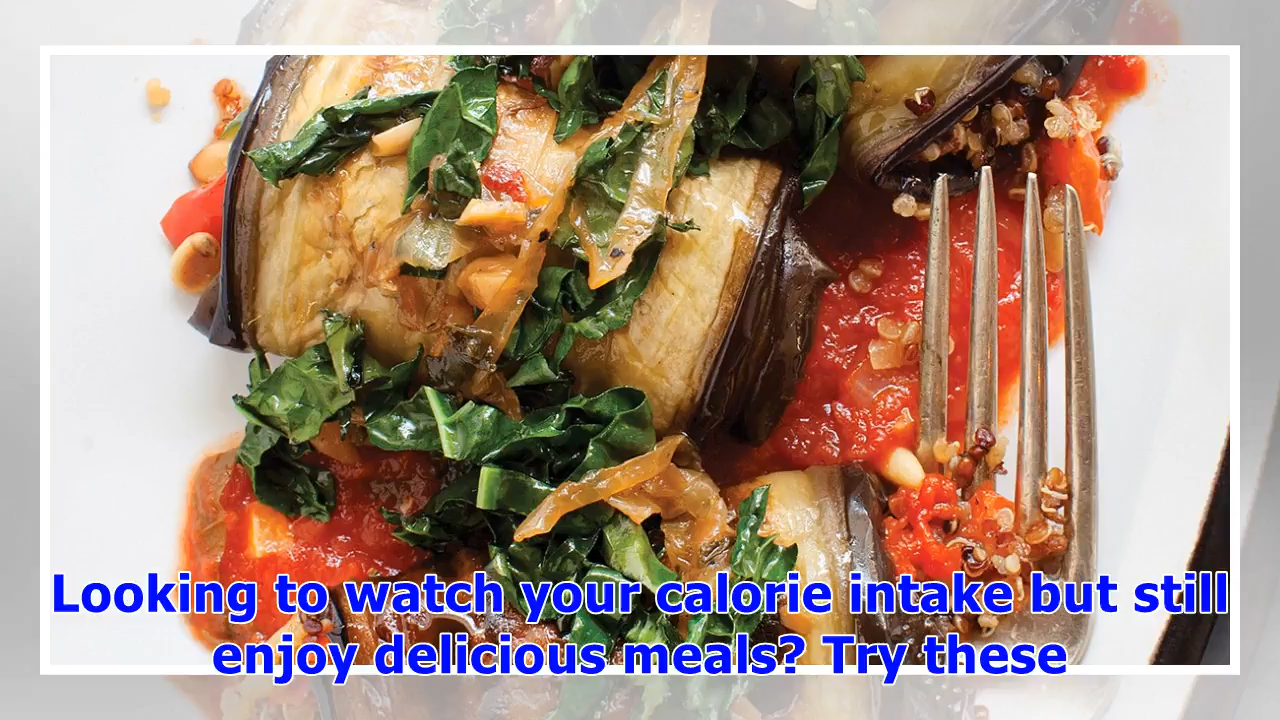 Looking to watch your calorie intake but still
enjoy delicious meals? Try these